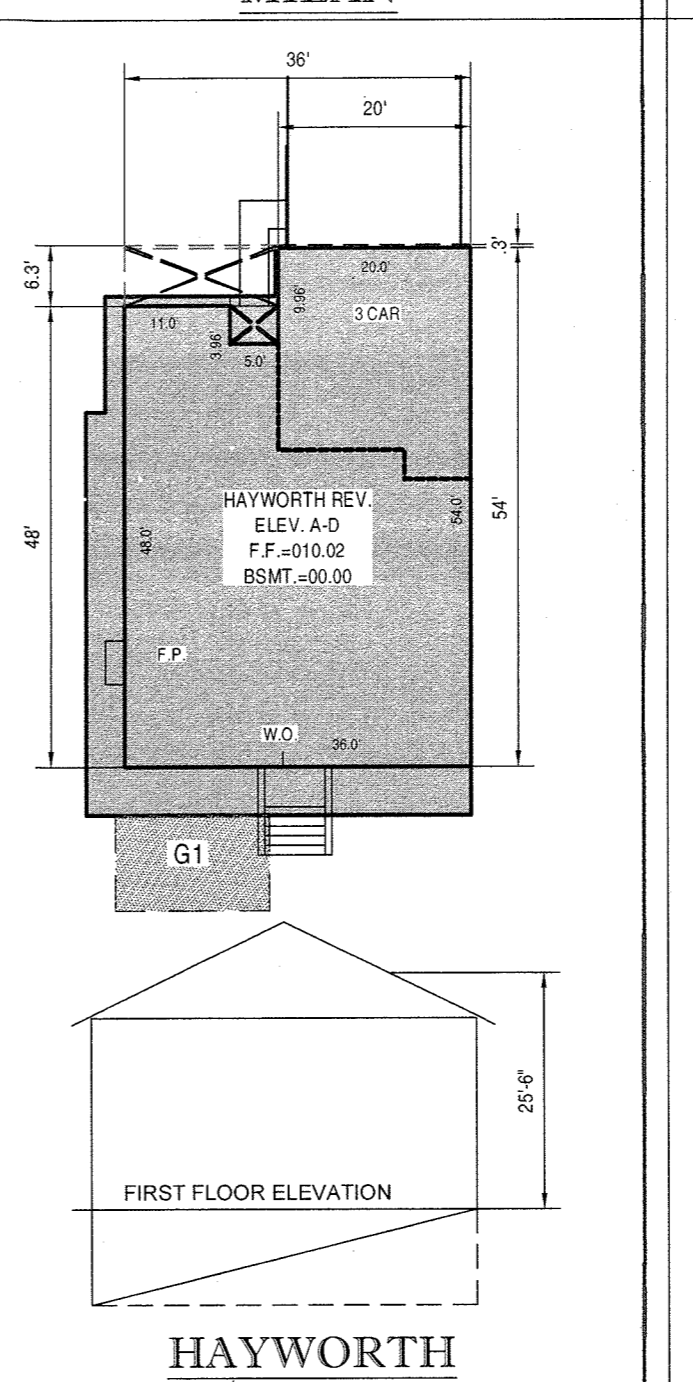 36'
20'
.3'
6.3'
20.0'
9.96'
3 CAR
11.0'
3.96'
5.0'
HAYWORTH REV.
ELEV. A-D
F.F.=010.02
BSMT.=00.00
54.0'
54'
48'
48.0'
F.P.
W.O.
36.0'
G1
25'-6"
FIRST FLOOR ELEVATION
HAYWORTH